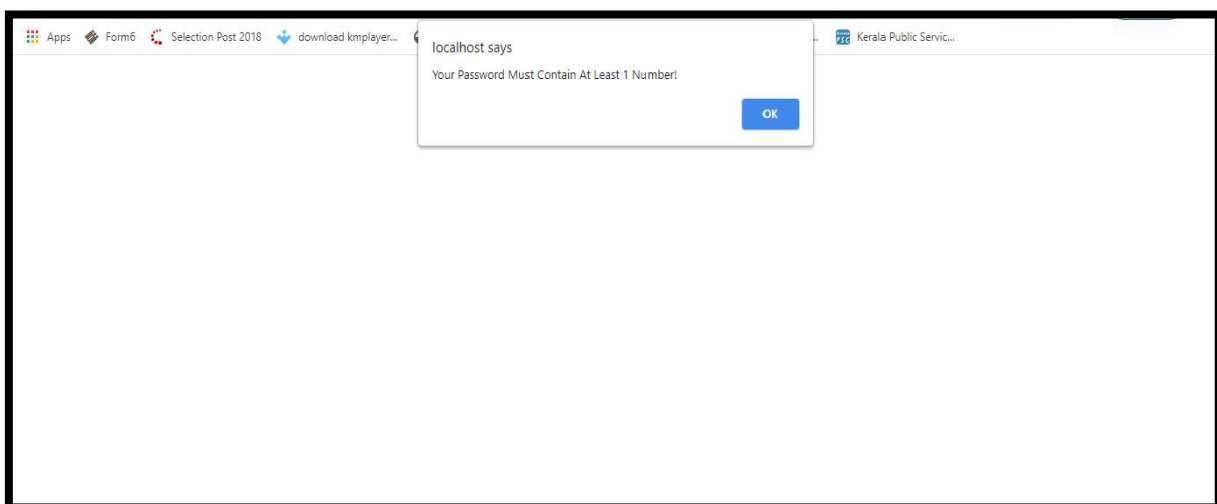 Apps Form6 Selection Post 2018 download kmplayer... Kerala Public Servic...
localhost says
Your Password Must Contain At Least 1 Number!
OK